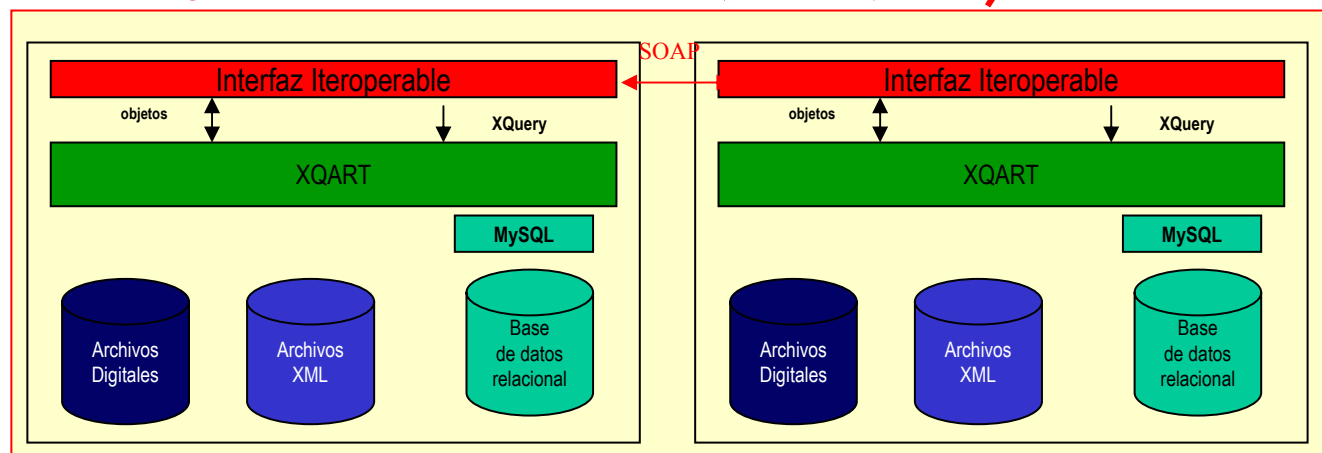 SOAP
Interfaz Iteroperable
objetos
XQuery
XQART
MySQL
Archivos
Digitales
Archivos
XML
Base
de datos
relacional
Interfaz Iteroperable
objetos
XQuery
XQART
MySQL
Archivos
Digitales
Archivos
XML
Base
de datos
relacional